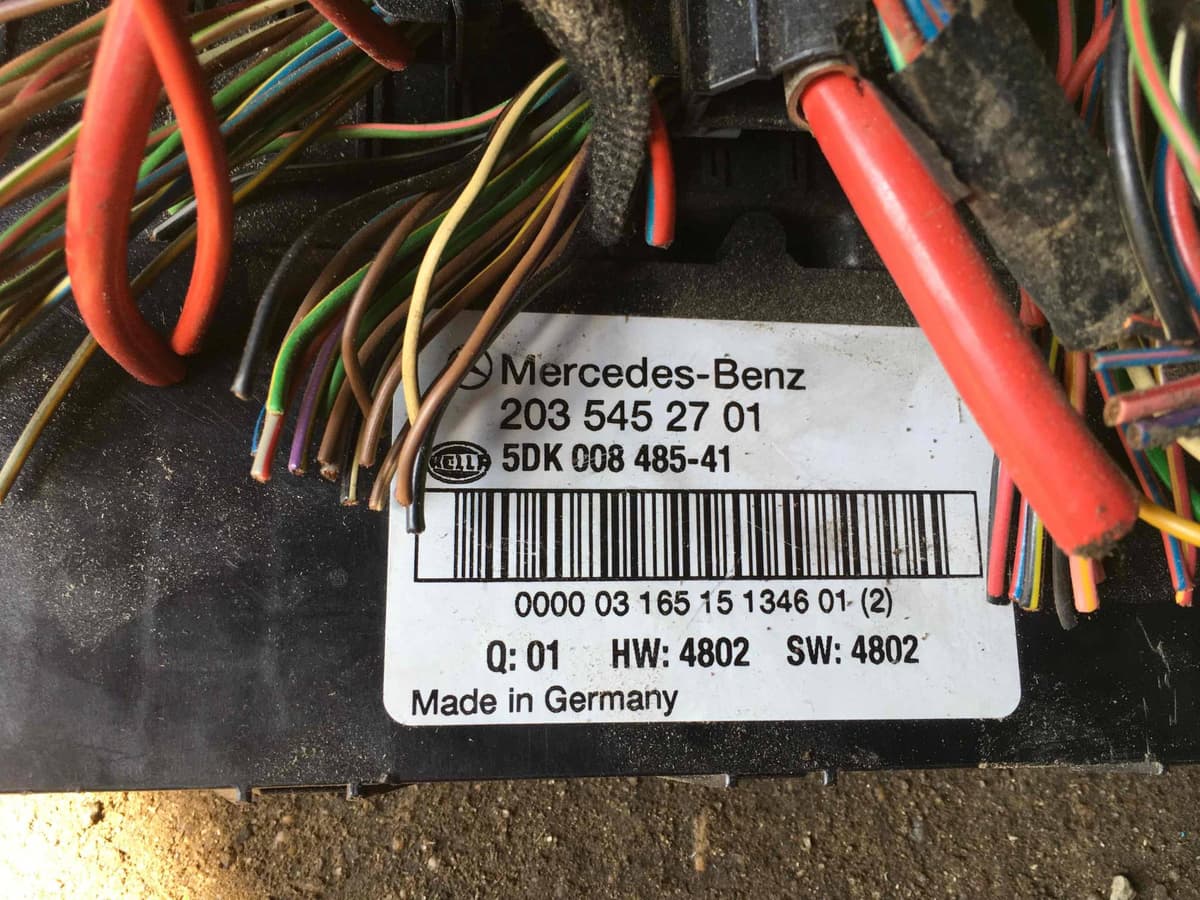 Mercedes-Benz
203 545 27 01
HELLA 5DK 008 485-41
0000 03 165 15 1346 01 (2)
Q: 01 HW: 4802 SW: 4802
Made in Germany